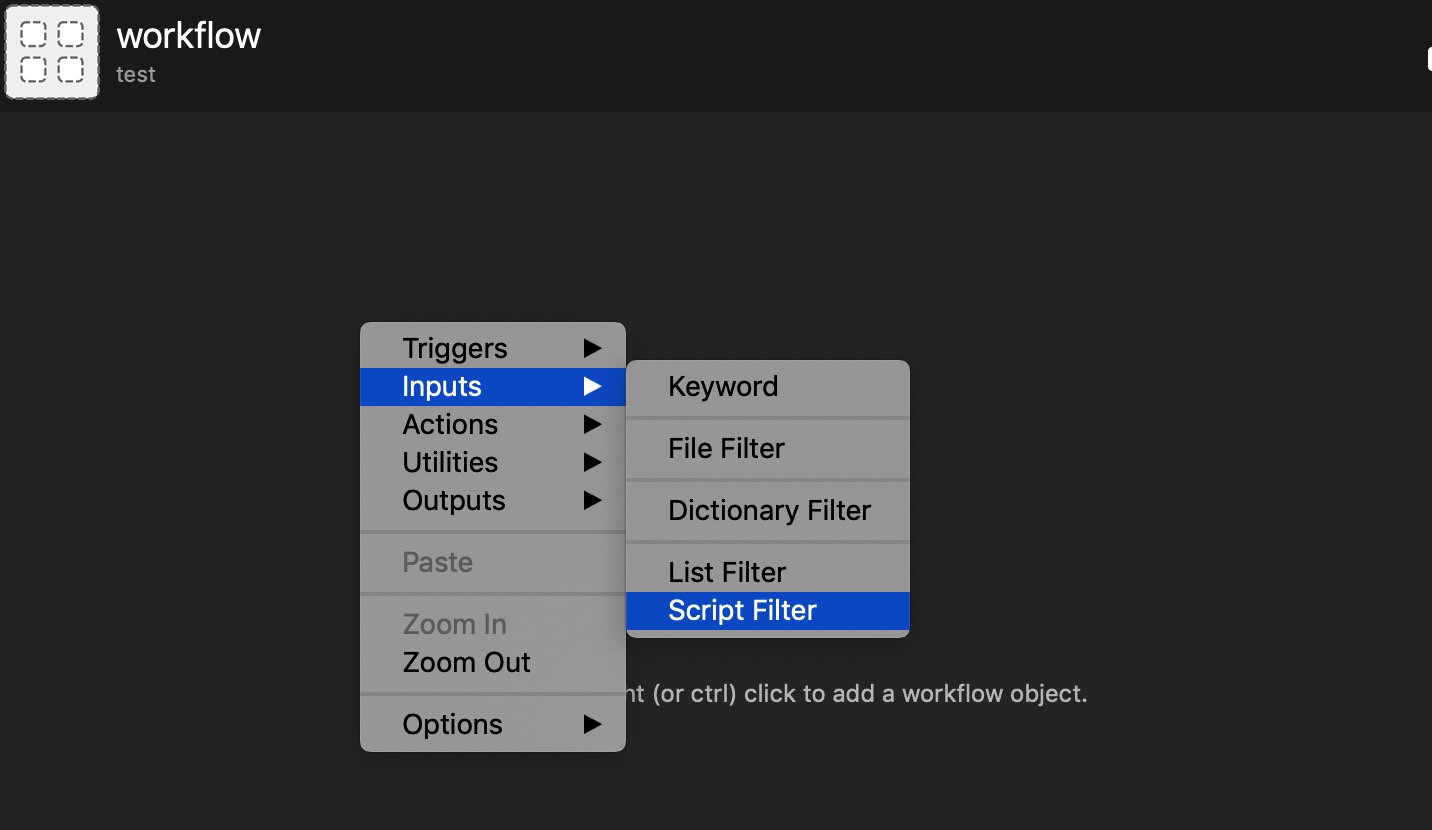 workflow
test
Triggers
Inputs
Actions
Utilities
Outputs
Paste
Zoom In
Zoom Out
Options
Keyword
File Filter
Dictionary Filter
List Filter
Script Filter
(or ctrl) click to add a workflow object.